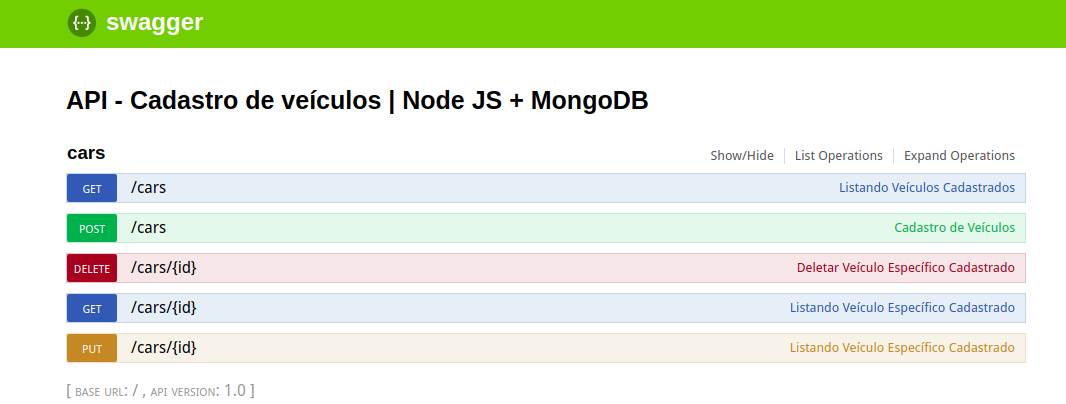 {··} swagger
API - Cadastro de veículos | Node JS + MongoDB
cars Show/Hide List Operations Expand Operations
GET /cars Listando Veículos Cadastrados
POST /cars Cadastro de Veículos
DELETE /cars/{id} Deletar Veículo Específico Cadastrado
GET /cars/{id} Listando Veículo Específico Cadastrado
PUT /cars/{id} Listando Veículo Específico Cadastrado
[ BASE URL: / , API VERSION: 1.0 ]